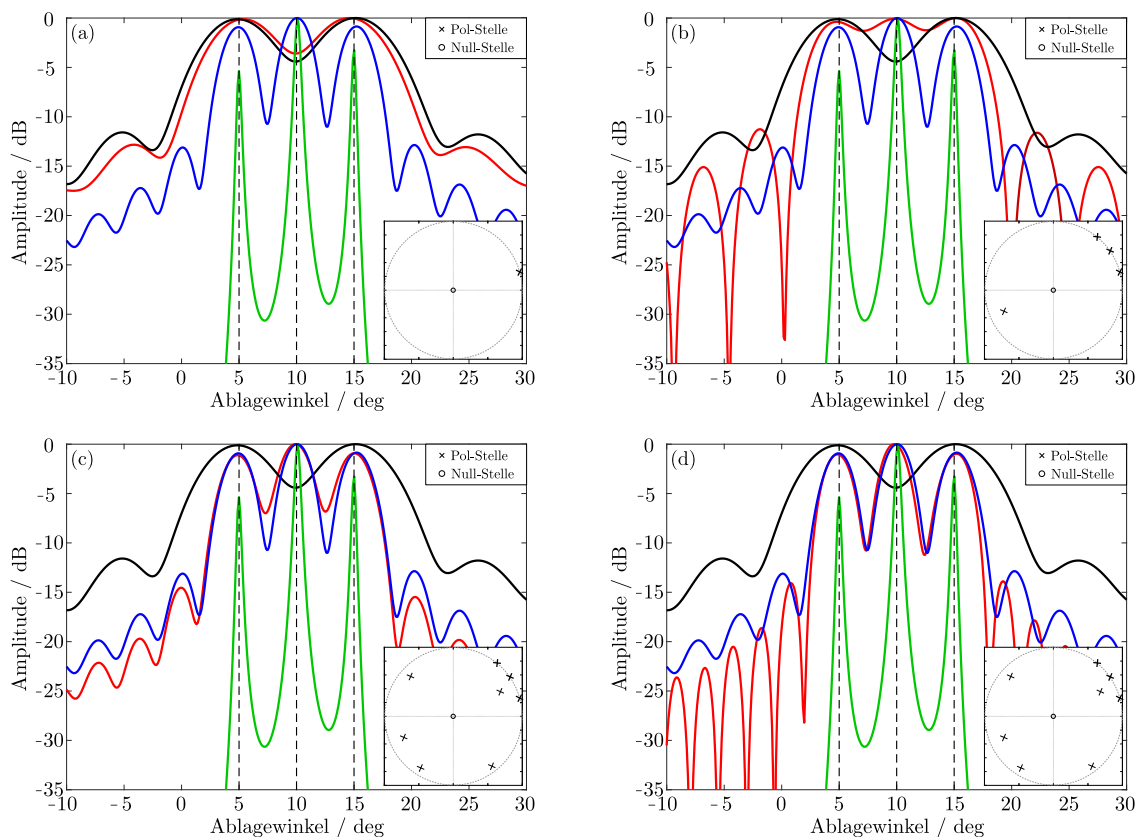 (a)
× Pol-Stelle
○ Null-Stelle
0
-5
-10
-15
-20
-25
-30
-35
Amplitude / dB
-10 -5 0 5 10 15 20 25 30
Ablagewinkel / deg
(b)
× Pol-Stelle
○ Null-Stelle
0
-5
-10
-15
-20
-25
-30
-35
Amplitude / dB
-10 -5 0 5 10 15 20 25 30
Ablagewinkel / deg
(c)
× Pol-Stelle
○ Null-Stelle
0
-5
-10
-15
-20
-25
-30
-35
Amplitude / dB
-10 -5 0 5 10 15 20 25 30
Ablagewinkel / deg
(d)
× Pol-Stelle
○ Null-Stelle
0
-5
-10
-15
-20
-25
-30
-35
Amplitude / dB
-10 -5 0 5 10 15 20 25 30
Ablagewinkel / deg